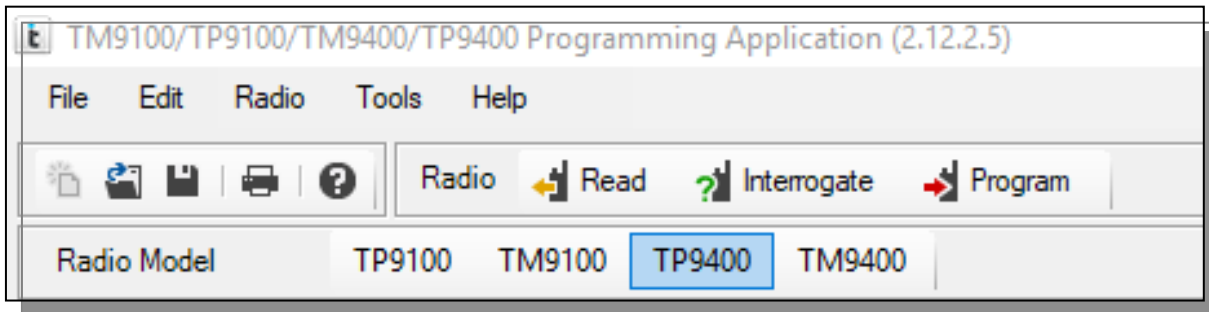 TM9100/TP9100/TM9400/TP9400 Programming Application (2.12.2.5)
File Edit Radio Tools Help
Radio Read Interrogate Program
Radio Model TP9100 TM9100 TP9400 TM9400